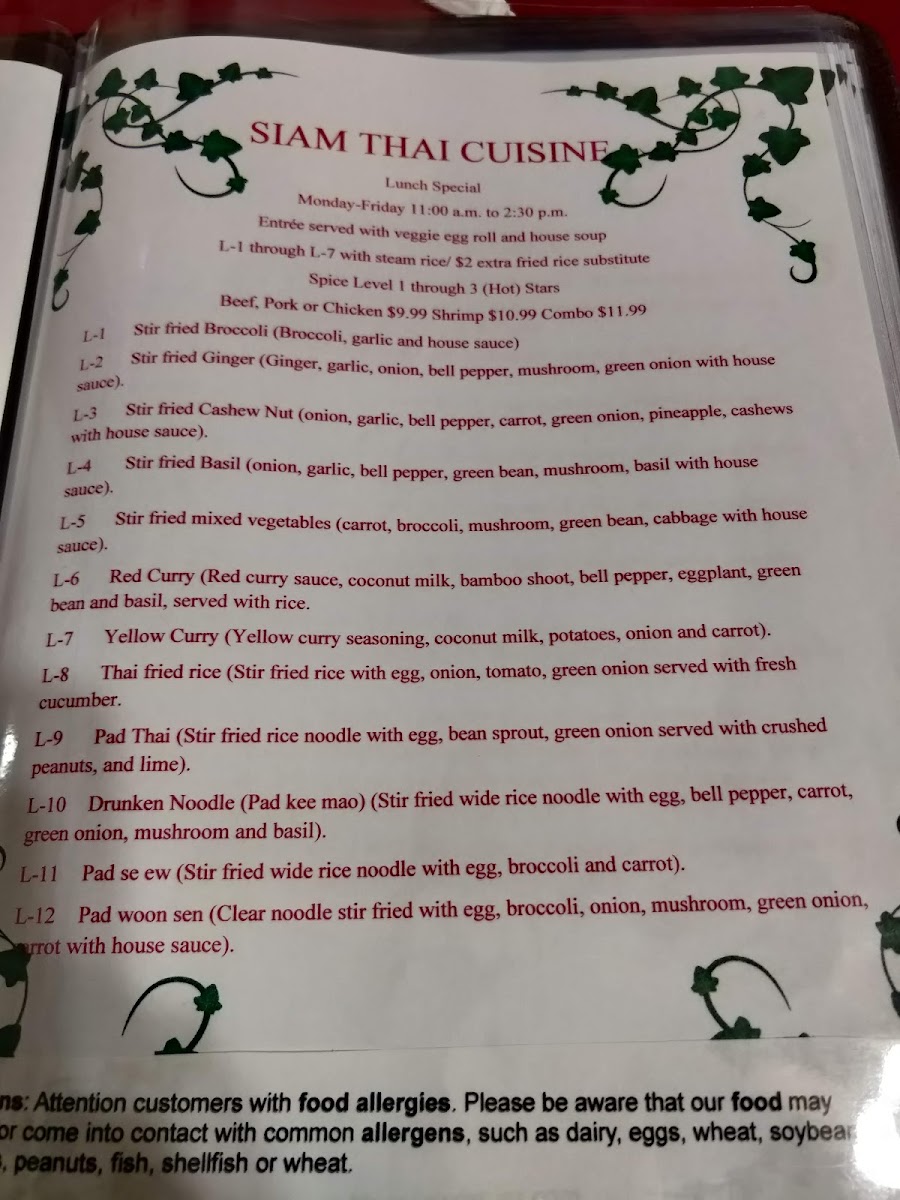 SIAM THAI CUISINE
Lunch Special
Monday-Friday 11:00 a.m. to 2:30 p.m.
Entrée served with veggie egg roll and house soup
L-1 through L-7 with steam rice/ $2 extra fried rice substitute
Spice Level 1 through 3 (Hot) Stars
Beef, Pork or Chicken $9.99 Shrimp $10.99 Combo $11.99
L-1 Stir fried Broccoli (Broccoli, garlic and house sauce)
L-2 Stir fried Ginger (Ginger, garlic, onion, bell pepper, mushroom, green onion with house
sauce).
L-3 Stir fried Cashew Nut (onion, garlic, bell pepper, carrot, green onion, pineapple, cashews
with house sauce).
L-4 Stir fried Basil (onion, garlic, bell pepper, green bean, mushroom, basil with house
sauce).
L-5 Stir fried mixed vegetables (carrot, broccoli, mushroom, green bean, cabbage with house
sauce).
L-6 Red Curry (Red curry sauce, coconut milk, bamboo shoot, bell pepper, eggplant, green
bean and basil, served with rice.
L-7 Yellow Curry (Yellow curry seasoning, coconut milk, potatoes, onion and carrot).
L-8 Thai fried rice (Stir fried rice with egg, onion, tomato, green onion served with fresh
cucumber.
L-9 Pad Thai (Stir fried rice noodle with egg, bean sprout, green onion served with crushed
peanuts, and lime).
L-10 Drunken Noodle (Pad kee mao) (Stir fried wide rice noodle with egg, bell pepper, carrot,
green onion, mushroom and basil).
L-11 Pad se ew (Stir fried wide rice noodle with egg, broccoli and carrot).
L-12 Pad woon sen (Clear noodle stir fried with egg, broccoli, onion, mushroom, green onion,
arrot with house sauce).
ns: Attention customers with food allergies. Please be aware that our food may
or come into contact with common allergens, such as dairy, eggs, wheat, soybean
, peanuts, fish, shellfish or wheat.